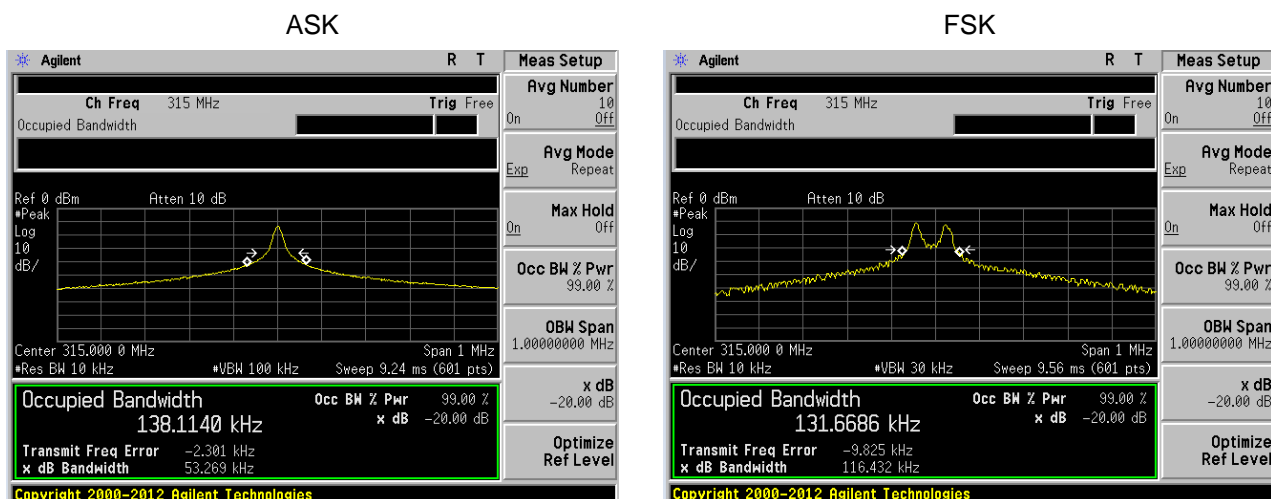 ASK
Agilent R T Meas Setup
Ch Freq 315 MHz Trig Free
Occupied Bandwidth
Avg Number
10
On Off
Avg Mode
Exp Repeat
Max Hold
On Off
Occ BW % Pwr
99.00 %
OBW Span
1.00000000 MHz
x dB
-20.00 dB
Optimize
Ref Level
Ref 0 dBm Atten 10 dB
#Peak
Log
10
dB/
Center 315.000 0 MHz Span 1 MHz
#Res BW 10 kHz #VBW 100 kHz Sweep 9.24 ms (601 pts)
Occupied Bandwidth Occ BW % Pwr 99.00 %
138.1140 kHz x dB -20.00 dB
Transmit Freq Error -2.301 kHz
x dB Bandwidth 53.269 kHz
Copyright 2000-2012 Agilent Technologies
FSK
Agilent R T Meas Setup
Ch Freq 315 MHz Trig Free
Occupied Bandwidth
Avg Number
10
On Off
Avg Mode
Exp Repeat
Max Hold
On Off
Occ BW % Pwr
99.00 %
OBW Span
1.00000000 MHz
x dB
-20.00 dB
Optimize
Ref Level
Ref 0 dBm Atten 10 dB
#Peak
Log
10
dB/
Center 315.000 0 MHz Span 1 MHz
#Res BW 10 kHz #VBW 30 kHz Sweep 9.56 ms (601 pts)
Occupied Bandwidth Occ BW % Pwr 99.00 %
131.6686 kHz x dB -20.00 dB
Transmit Freq Error -9.825 kHz
x dB Bandwidth 116.432 kHz
Copyright 2000-2012 Agilent Technologies